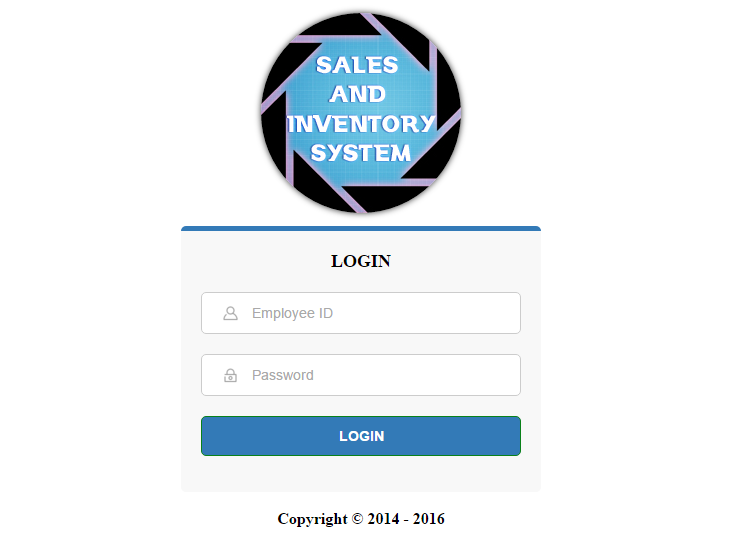 SALES
AND
INVENTORY
SYSTEM
LOGIN
Employee ID
Password
LOGIN
Copyright © 2014 - 2016